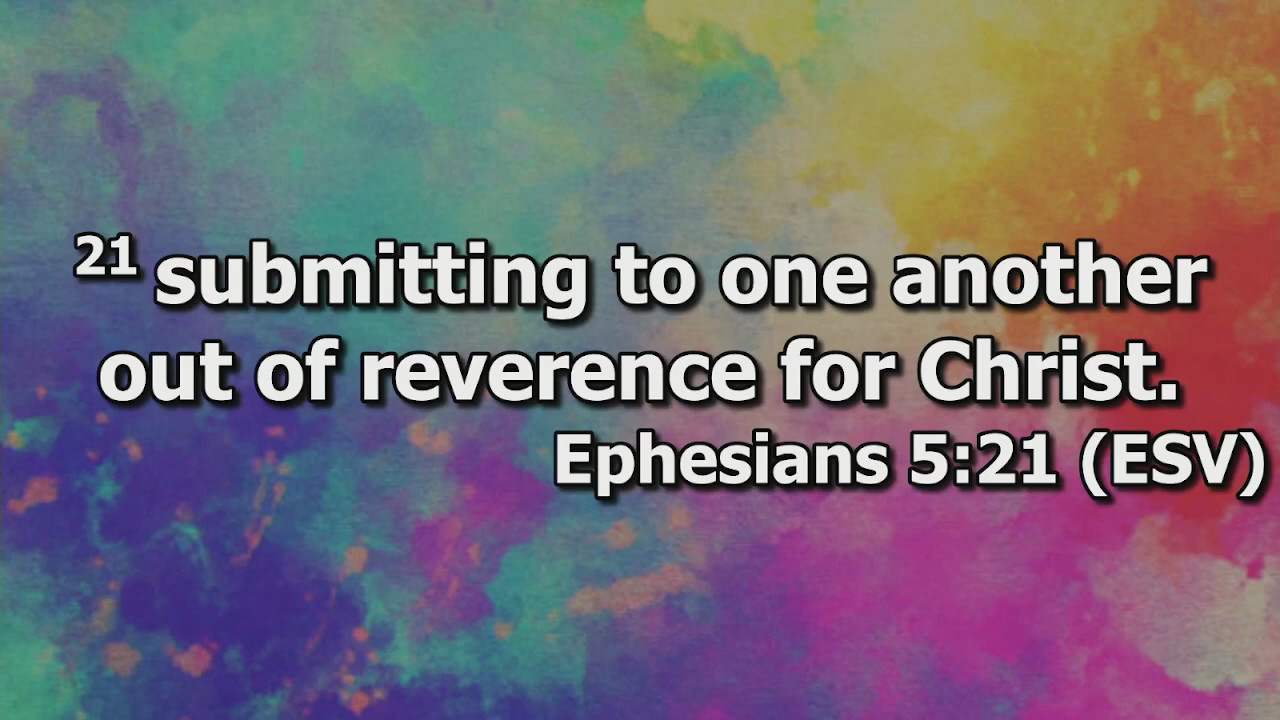 21 submitting to one another
out of reverence for Christ.
Ephesians 5:21 (ESV)